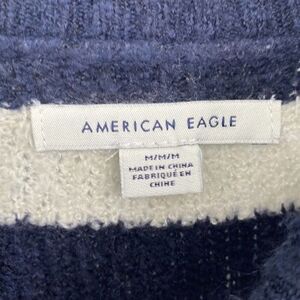 AMERICAN EAGLE
M/M/M
MADE IN CHINA
FABRIQUÉ EN
CHINE